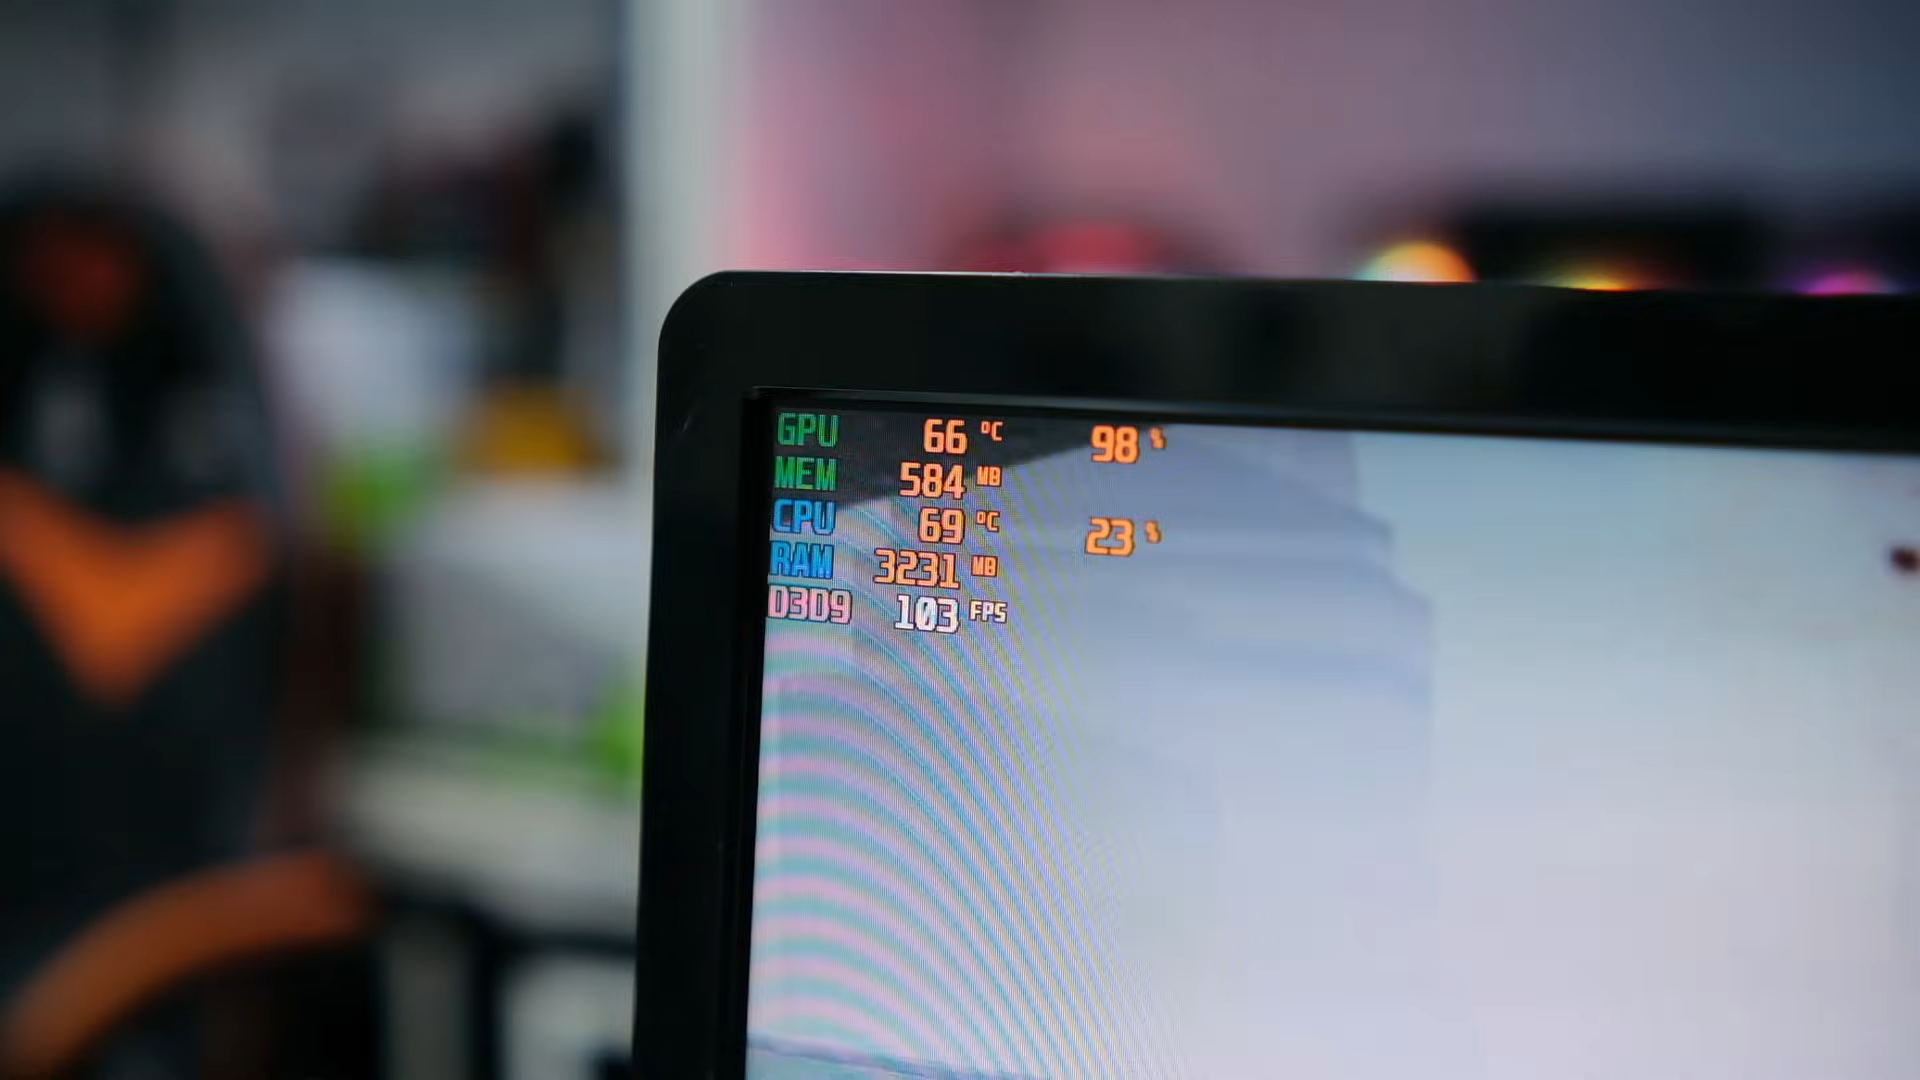 GPU 66 °C 98 %
MEM 584 MB
CPU 69 °C 23 %
RAM 3231 MB
D3D9 103 FPS